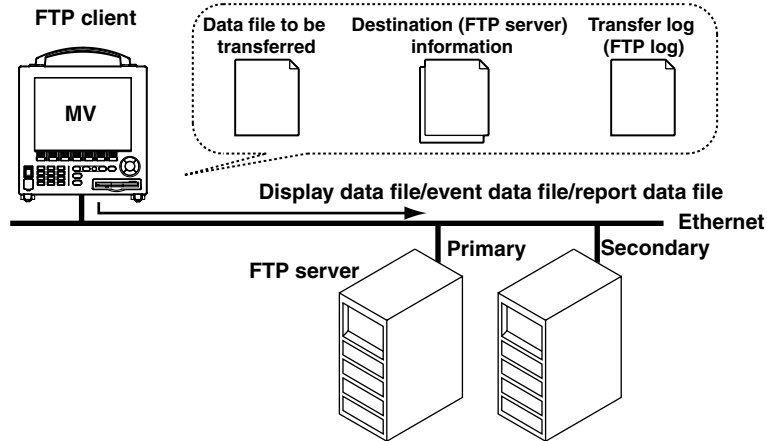 FTP client
Data file to be
transferred
Destination (FTP server)
information
Transfer log
(FTP log)
MV
Display data file/event data file/report data file
Ethernet
Primary
Secondary
FTP server